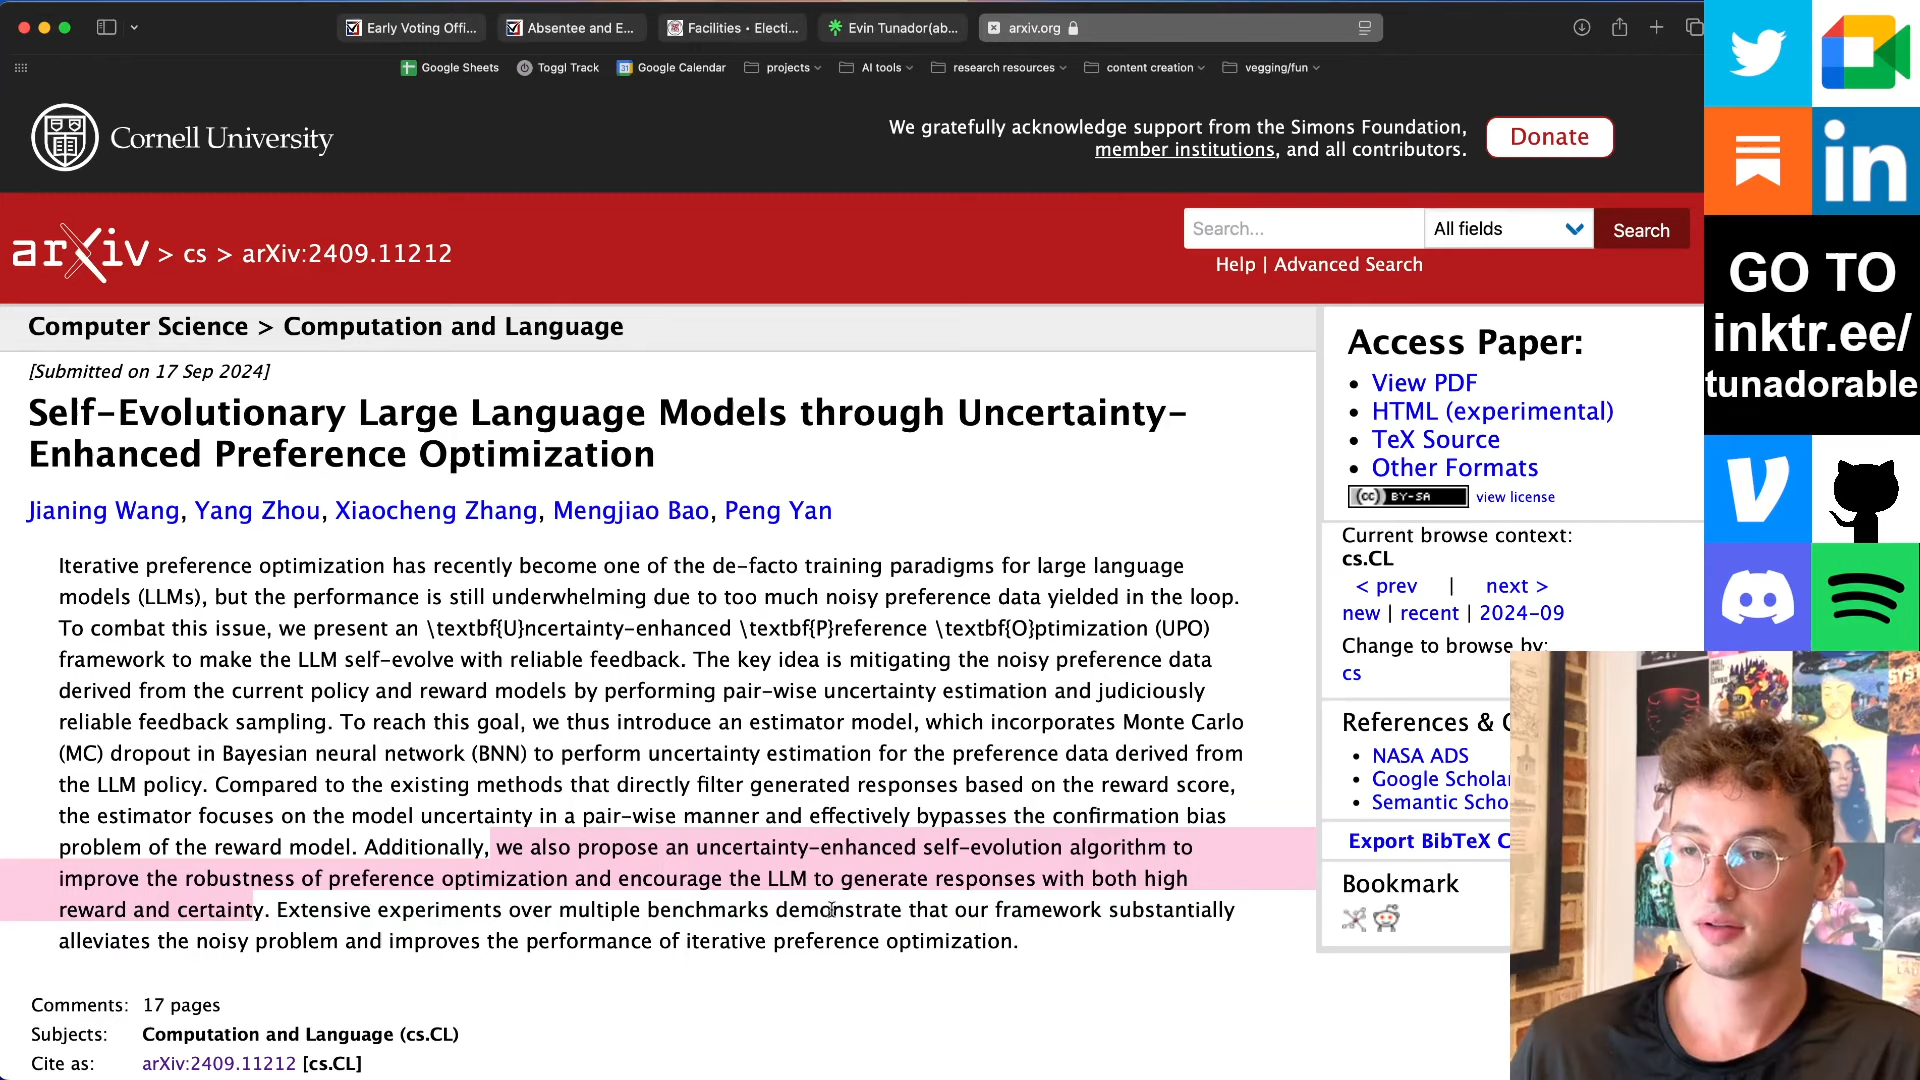 Early Voting Offi...
Absentee and E...
Facilities • Electi...
Evin Tunador(ab...
arxiv.org
Google Sheets
Toggl Track
Google Calendar
projects
AI tools
research resources
content creation
vegging/fun
Cornell University
We gratefully acknowledge support from the Simons Foundation,
member institutions, and all contributors.
Donate
arXiv > cs > arXiv:2409.11212
Search...
All fields
Search
Help | Advanced Search
Computer Science > Computation and Language
[Submitted on 17 Sep 2024]
Self-Evolutionary Large Language Models through Uncertainty-
Enhanced Preference Optimization
Jianing Wang, Yang Zhou, Xiaocheng Zhang, Mengjiao Bao, Peng Yan
Iterative preference optimization has recently become one of the de-facto training paradigms for large language
models (LLMs), but the performance is still underwhelming due to too much noisy preference data yielded in the loop.
To combat this issue, we present an \textbf{U}ncertainty-enhanced \textbf{P}reference \textbf{O}ptimization (UPO)
framework to make the LLM self-evolve with reliable feedback. The key idea is mitigating the noisy preference data
derived from the current policy and reward models by performing pair-wise uncertainty estimation and judiciously
reliable feedback sampling. To reach this goal, we thus introduce an estimator model, which incorporates Monte Carlo
(MC) dropout in Bayesian neural network (BNN) to perform uncertainty estimation for the preference data derived from
the LLM policy. Compared to the existing methods that directly filter generated responses based on the reward score,
the estimator focuses on the model uncertainty in a pair-wise manner and effectively bypasses the confirmation bias
problem of the reward model. Additionally, we also propose an uncertainty-enhanced self-evolution algorithm to
improve the robustness of preference optimization and encourage the LLM to generate responses with both high
reward and certainty. Extensive experiments over multiple benchmarks demonstrate that our framework substantially
alleviates the noisy problem and improves the performance of iterative preference optimization.
Comments: 17 pages
Subjects: Computation and Language (cs.CL)
Cite as: arXiv:2409.11212 [cs.CL]
Access Paper:
View PDF
HTML (experimental)
TeX Source
Other Formats
(cc) BY-SA view license
Current browse context:
cs.CL
< prev | next >
new | recent | 2024-09
Change to browse by:
cs
References & C
NASA ADS
Google Scholar
Semantic Scho
Export BibTeX C
Bookmark
in
GO TO
inktr.ee/
tunadorable